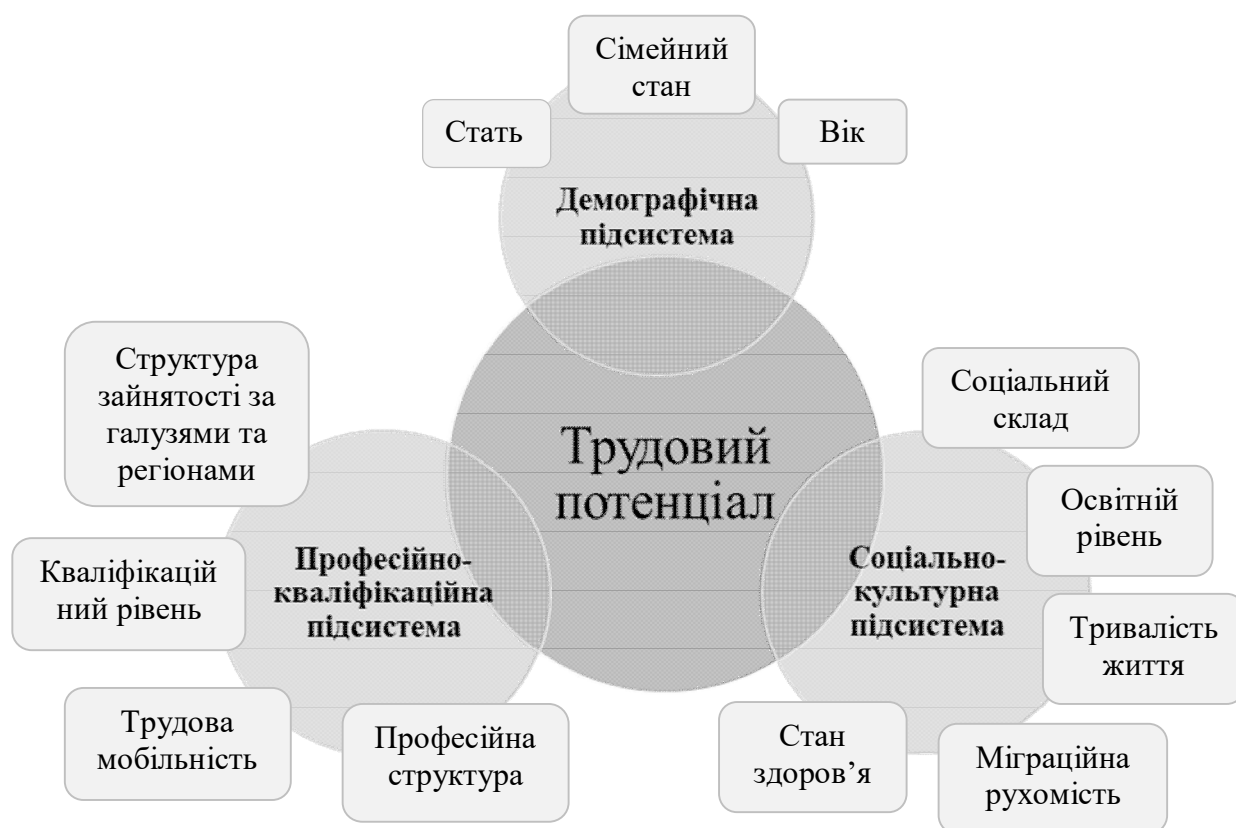 Сімейний
стан
Стать
Вік
Демографічна
підсистема
Структура
зайнятості за
галузями та
регіонами
Соціальний
склад
Трудовий
потенціал
Освітній
рівень
Кваліфікацій
ний рівень
Професійно-
кваліфікаційна
підсистема
Соціально-
культурна
підсистема
Тривалість
життя
Трудова
мобільність
Професійна
структура
Стан
здоров’я
Міграційна
рухомість